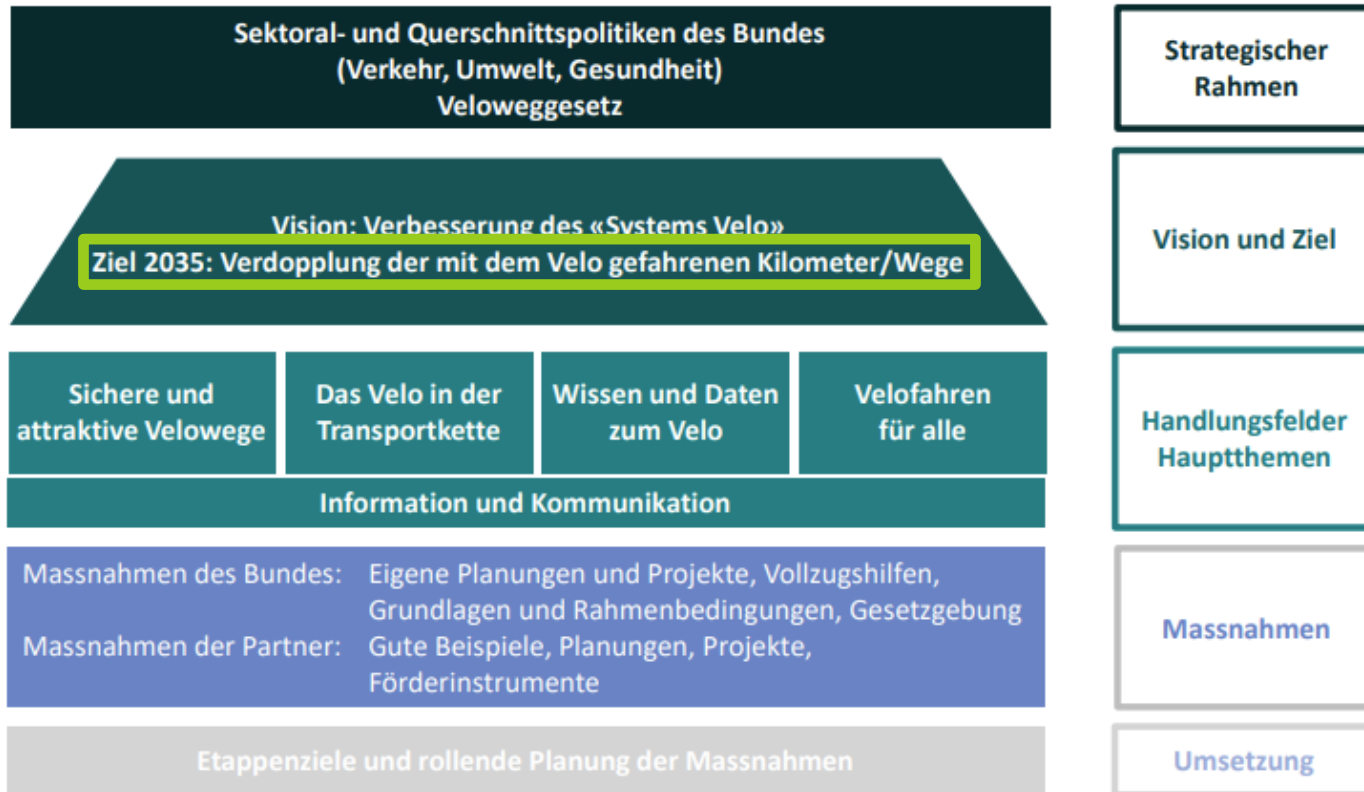 Sektoral- und Querschnittspolitiken des Bundes
(Verkehr, Umwelt, Gesundheit)
Veloweggesetz
Strategischer
Rahmen
Vision: Verbesserung des «Systems Velo»
Ziel 2035: Verdopplung der mit dem Velo gefahrenen Kilometer/Wege
Vision und Ziel
Sichere und
attraktive Velowege
Das Velo in der
Transportkette
Wissen und Daten
zum Velo
Velofahren
für alle
Information und Kommunikation
Handlungsfelder
Hauptthemen
Massnahmen des Bundes: Eigene Planungen und Projekte, Vollzugshilfen,
Grundlagen und Rahmenbedingungen, Gesetzgebung
Massnahmen der Partner: Gute Beispiele, Planungen, Projekte,
Förderinstrumente
Massnahmen
Etappenziele und rollende Planung der Massnahmen
Umsetzung